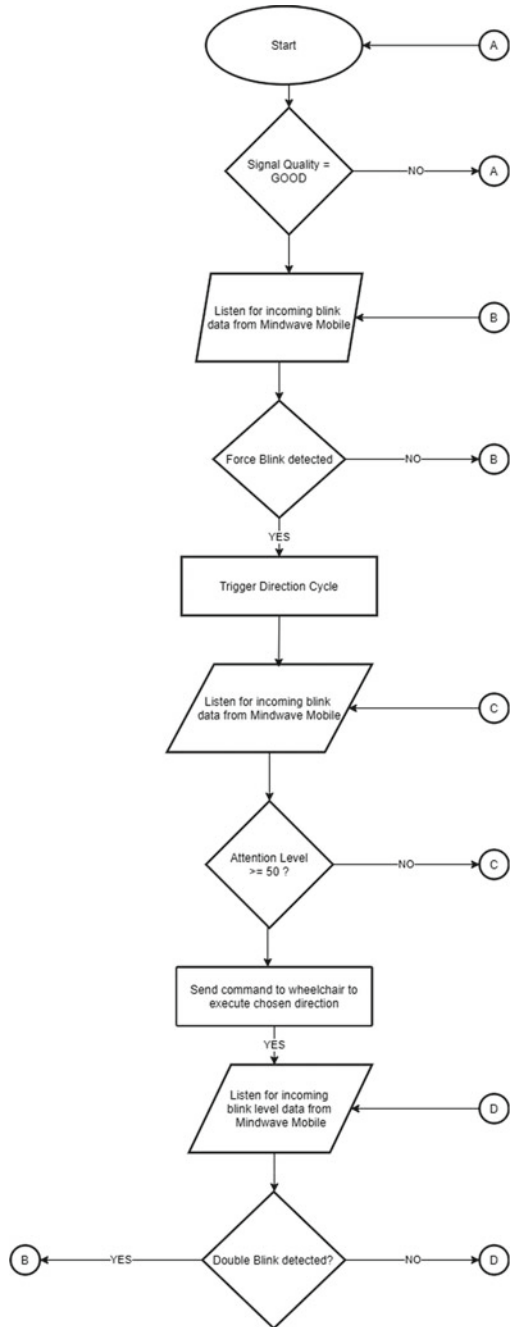 Start
A
Signal Quality =
GOOD
NO
A
Listen for incoming blink
data from Mindwave Mobile
B
Force Blink detected
NO
B
YES
Trigger Direction Cycle
Listen for incoming blink
data from Mindwave Mobile
C
Attention Level
>= 50 ?
NO
C
Send command to wheelchair to
execute chosen direction
YES
Listen for incoming
blink level data from
Mindwave Mobile
D
B
YES
Double Blink detected?
NO
D